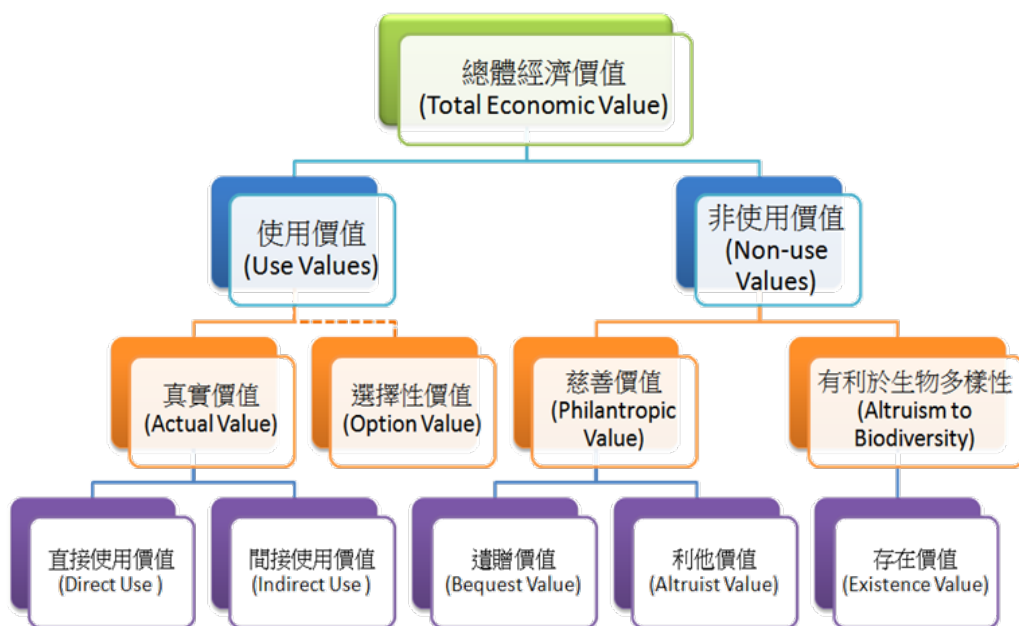 總體經濟價值
(Total Economic Value)
使用價值
(Use Values)
非使用價值
(Non-use
Values)
真實價值
(Actual Value)
選擇性價值
(Option Value)
慈善價值
(Philantropic
Value)
有利於生物多樣性
(Altruism to
Biodiversity)
直接使用價值
(Direct Use )
間接使用價值
(Indirect Use )
遺贈價值
(Bequest Value)
利他價值
(Altruist Value)
存在價值
(Existence Value)